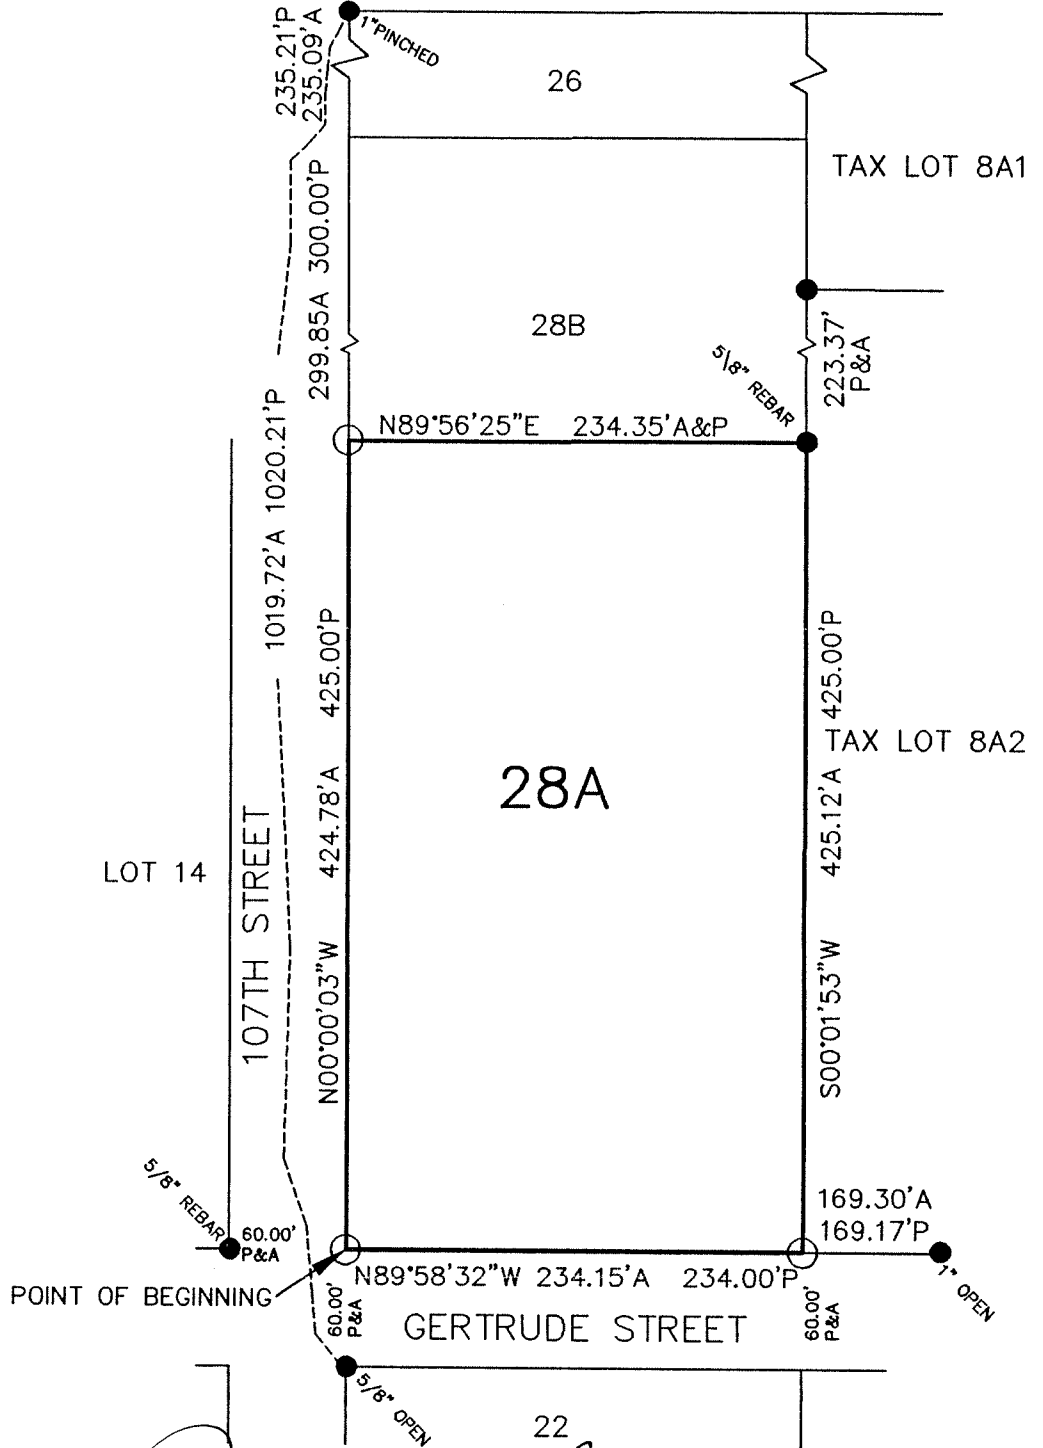 235.21'P
235.09'A
1"PINCHED
26
TAX LOT 8A1
299.85A 300.00'P
28B
223.37'
P&A
5\8" REBAR
N89°56'25"E 234.35'A&P
1019.72'A 1020.21'P
424.78'A 425.00'P
425.12'A 425.00'P
TAX LOT 8A2
28A
LOT 14
107TH STREET
N00°00'03"W
S00°01'53"W
5/8" REBAR
60.00'
P&A
169.30'A
169.17'P
POINT OF BEGINNING
N89°58'32"W 234.15'A 234.00'P
1" OPEN
60.00'
P&A
GERTRUDE STREET
60.00'
P&A
5/8" OPEN
22